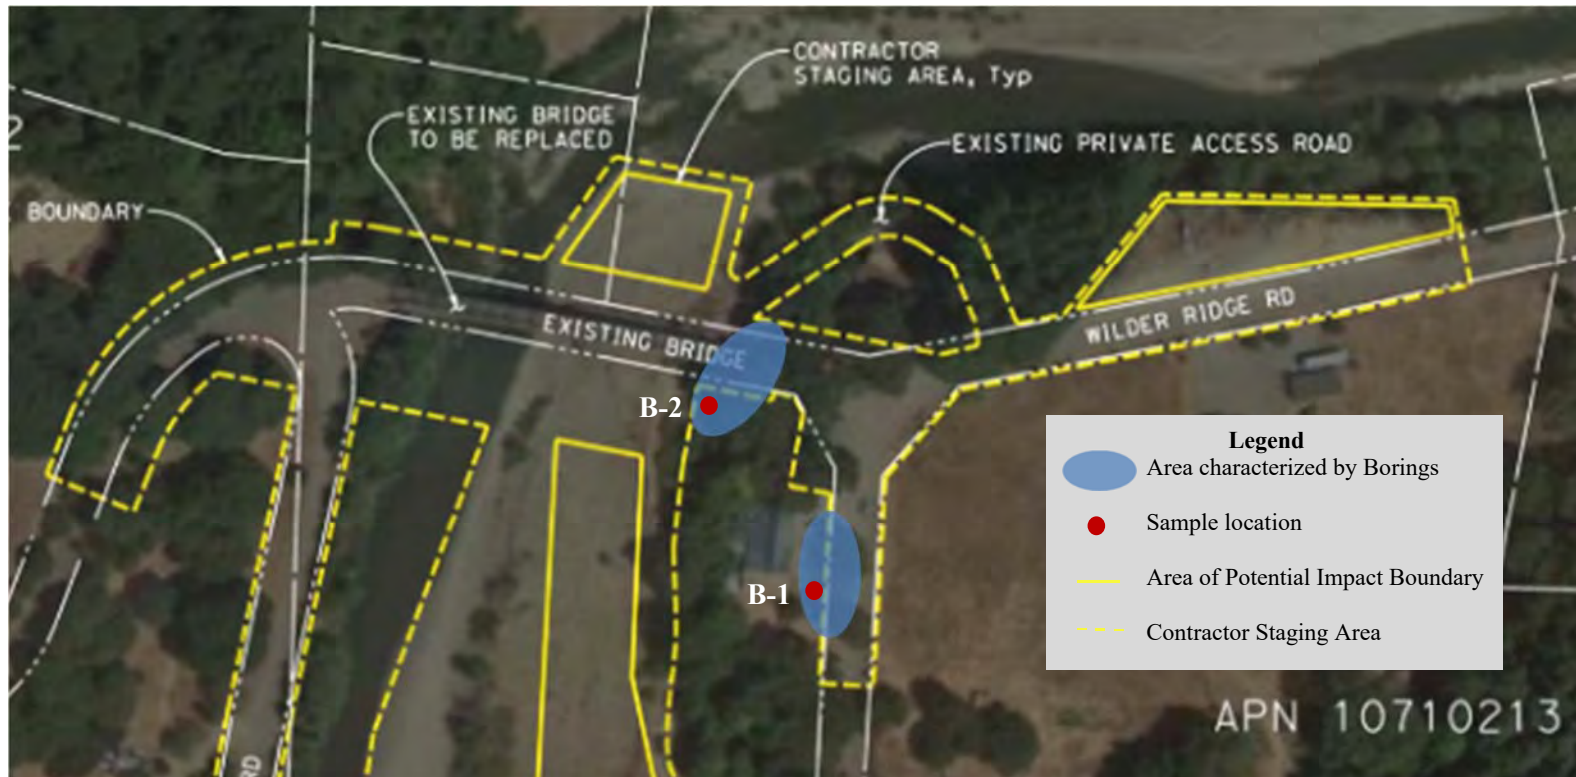 CONTRACTOR
STAGING AREA, Typ
EXISTING BRIDGE
TO BE REPLACED
2
EXISTING PRIVATE ACCESS ROAD
BOUNDARY
EXISTING BRIDGE
WILDER RIDGE RD
B-2
B-1
Legend
Area characterized by Borings
Sample location
Area of Potential Impact Boundary
Contractor Staging Area
APN 10710213
RD